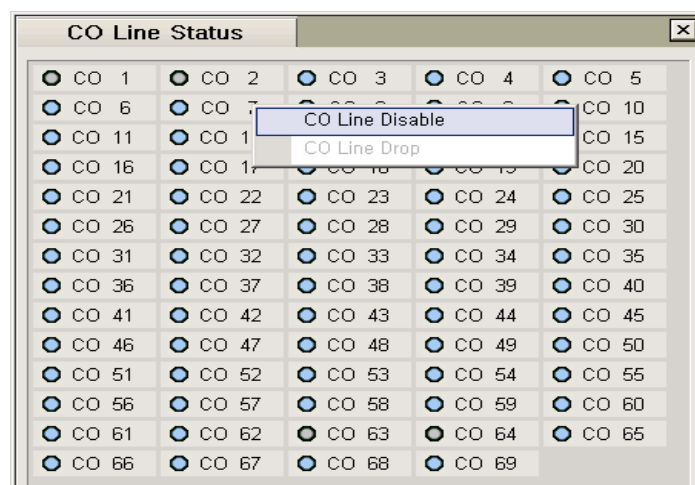 CO Line Status
CO 1 CO 2 CO 3 CO 4 CO 5
CO 6 CO 7 CO 10
CO Line Disable
CO 11 CO 15
CO Line Drop
CO 16 CO 17 CO 20
CO 21 CO 22 CO 23 CO 24 CO 25
CO 26 CO 27 CO 28 CO 29 CO 30
CO 31 CO 32 CO 33 CO 34 CO 35
CO 36 CO 37 CO 38 CO 39 CO 40
CO 41 CO 42 CO 43 CO 44 CO 45
CO 46 CO 47 CO 48 CO 49 CO 50
CO 51 CO 52 CO 53 CO 54 CO 55
CO 56 CO 57 CO 58 CO 59 CO 60
CO 61 CO 62 CO 63 CO 64 CO 65
CO 66 CO 67 CO 68 CO 69